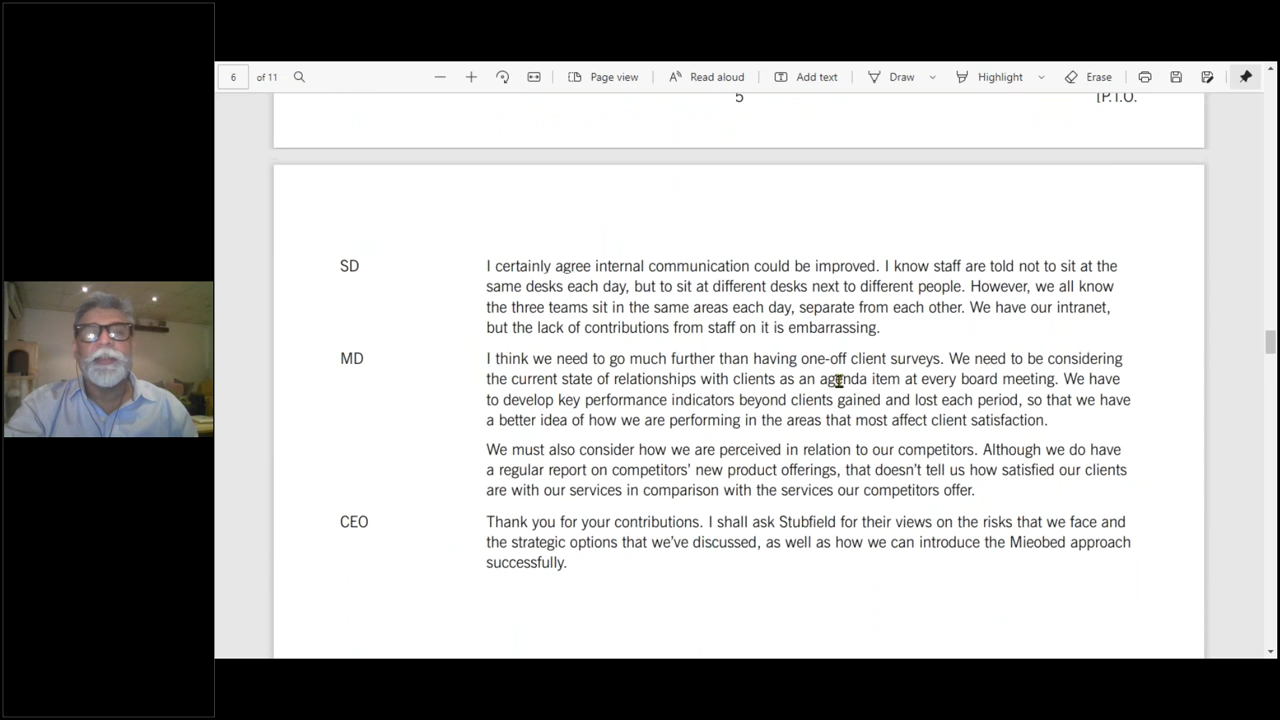 6 of 11 Page view Read aloud Add text Draw Highlight Erase
5 [P.T.O.
SD I certainly agree internal communication could be improved. I know staff are told not to sit at the
same desks each day, but to sit at different desks next to different people. However, we all know
the three teams sit in the same areas each day, separate from each other. We have our intranet,
but the lack of contributions from staff on it is embarrassing.
MD I think we need to go much further than having one-off client surveys. We need to be considering
the current state of relationships with clients as an agenda item at every board meeting. We have
to develop key performance indicators beyond clients gained and lost each period, so that we have
a better idea of how we are performing in the areas that most affect client satisfaction.
We must also consider how we are perceived in relation to our competitors. Although we do have
a regular report on competitors' new product offerings, that doesn't tell us how satisfied our clients
are with our services in comparison with the services our competitors offer.
CEO Thank you for your contributions. I shall ask Stubfield for their views on the risks that we face and
the strategic options that we've discussed, as well as how we can introduce the Mieobed approach
successfully.